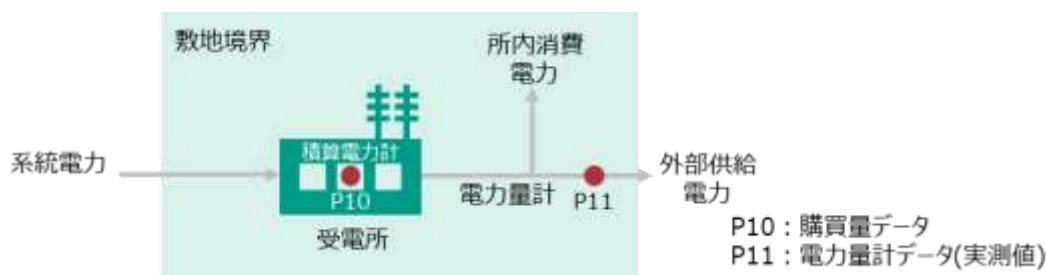 敷地境界
所内消費
電力
系統電力
積算電力計
P10
受電所
電力量計
P11
外部供給
電力
P10：購買量データ
P11：電力量計データ(実測値)